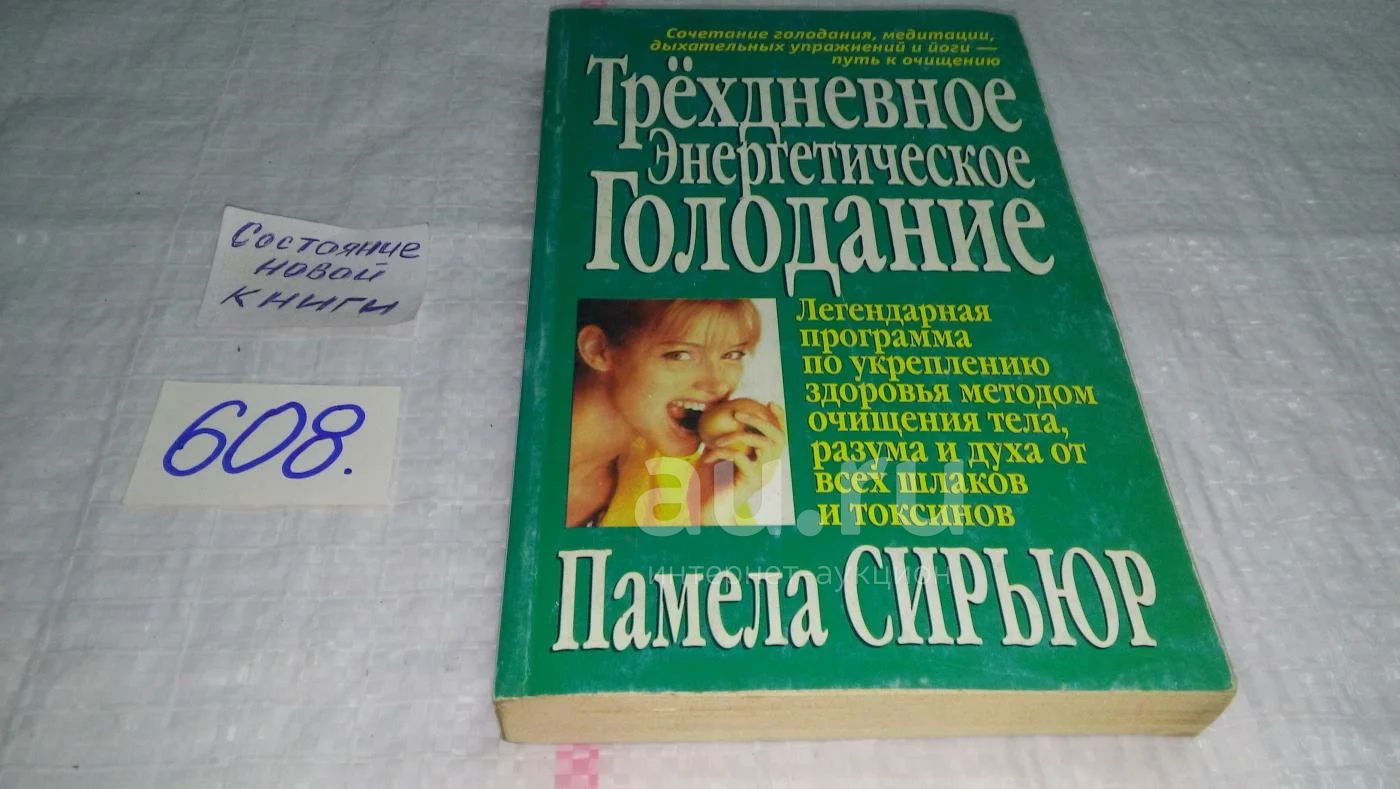 Сочетание голодания, медитации,
дыхательных упражнений и йоги —
путь к очищению
Трёхдневное
Энергетическое
Голодание
Легендарная
программа
по укреплению
здоровья методом
очищения тела,
разума и духа от
всех шлаков
и токсинов
Памела СИРЬЮР
Состояние
новой
книги
608.
au.ru
интернет аукцион